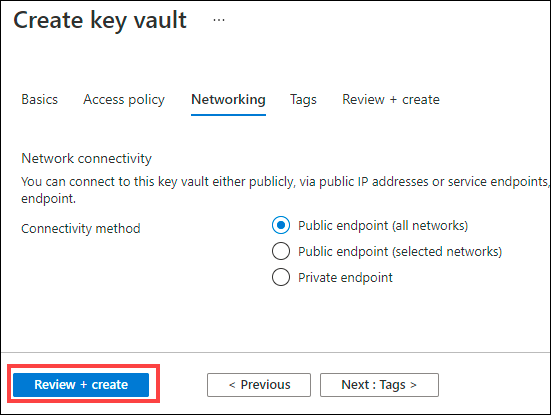 Create key vault ...
Basics Access policy Networking Tags Review + create
Network connectivity
You can connect to this key vault either publicly, via public IP addresses or service endpoints,
endpoint.
Connectivity method
Public endpoint (all networks)
Public endpoint (selected networks)
Private endpoint
Review + create
< Previous
Next : Tags >